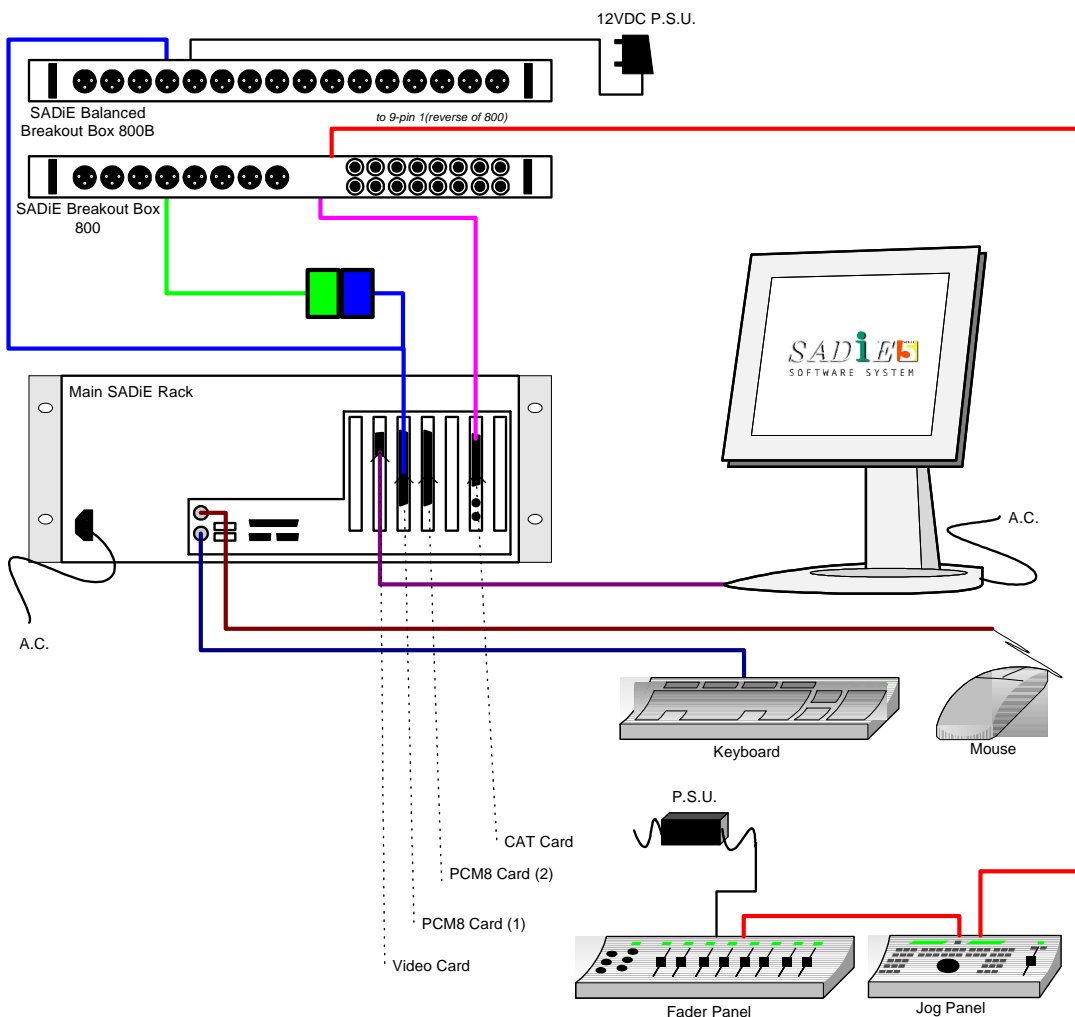 12VDC P.S.U.
SADiE Balanced
Breakout Box 800B
to 9-pin 1(reverse of 800)
SADiE Breakout Box
800
Main SADiE Rack
SADiE5
SOFTWARE SYSTEM
A.C.
A.C.
Keyboard
Mouse
P.S.U.
CAT Card
PCM8 Card (2)
PCM8 Card (1)
Video Card
Fader Panel
Jog Panel